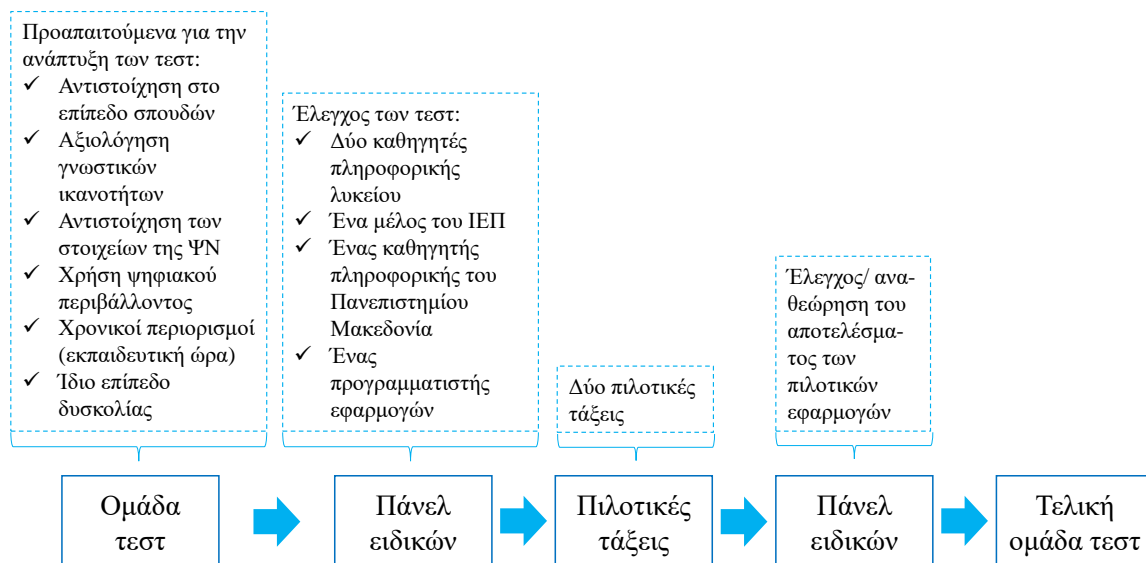 Προαπαιτούμενα για την
ανάπτυξη των τεστ:
✓ Αντιστοίχηση στο
επίπεδο σπουδών
✓ Αξιολόγηση
γνωστικών
ικανοτήτων
✓ Αντιστοίχηση των
στοιχείων της ΨΝ
✓ Χρήση ψηφιακού
περιβάλλοντος
✓ Χρονικοί περιορισμοί
(εκπαιδευτική ώρα)
✓ Ίδιο επίπεδο
δυσκολίας
Έλεγχος των τεστ:
✓ Δύο καθηγητές
πληροφορικής
λυκείου
✓ Ένα μέλος του ΙΕΠ
✓ Ένας καθηγητής
πληροφορικής του
Πανεπιστημίου
Μακεδονία
✓ Ένας
προγραμματιστής
εφαρμογών
Δύο πιλοτικές
τάξεις
Έλεγχος/ ανα-
θεώρηση του
αποτελέσμα-
τος των
πιλοτικών
εφαρμογών
Ομάδα
τεστ
Πάνελ
ειδικών
Πιλοτικές
τάξεις
Πάνελ
ειδικών
Τελική
ομάδα τεστ